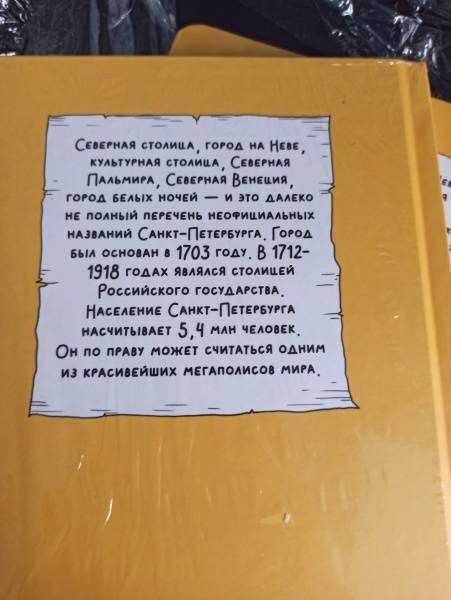 Северная столица, город на Неве,
культурная столица, Северная
Пальмира, Северная Венеция,
город белых ночей — и это далеко
не полный перечень неофициальных
названий Санкт-Петербурга. Город
был основан в 1703 году. В 1712-
1918 годах являлся столицей
Российского государства.
Население Санкт-Петербурга
насчитывает 5,4 млн человек.
Он по праву может считаться одним
из красивейших мегаполисов мира.